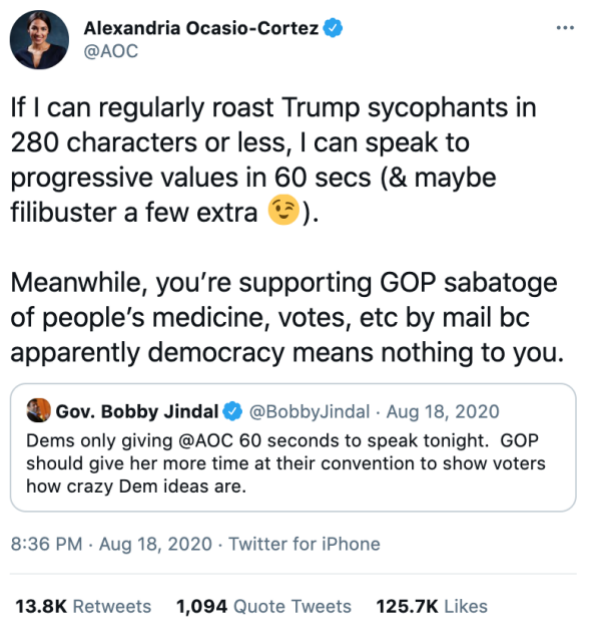 Alexandria Ocasio-Cortez
@AOC
If I can regularly roast Trump sycophants in
280 characters or less, I can speak to
progressive values in 60 secs (& maybe
filibuster a few extra 😉).
Meanwhile, you're supporting GOP sabatoge
of people's medicine, votes, etc by mail bc
apparently democracy means nothing to you.
Gov. Bobby Jindal @BobbyJindal · Aug 18, 2020
Dems only giving @AOC 60 seconds to speak tonight. GOP
should give her more time at their convention to show voters
how crazy Dem ideas are.
8:36 PM · Aug 18, 2020 · Twitter for iPhone
13.8K Retweets 1,094 Quote Tweets 125.7K Likes